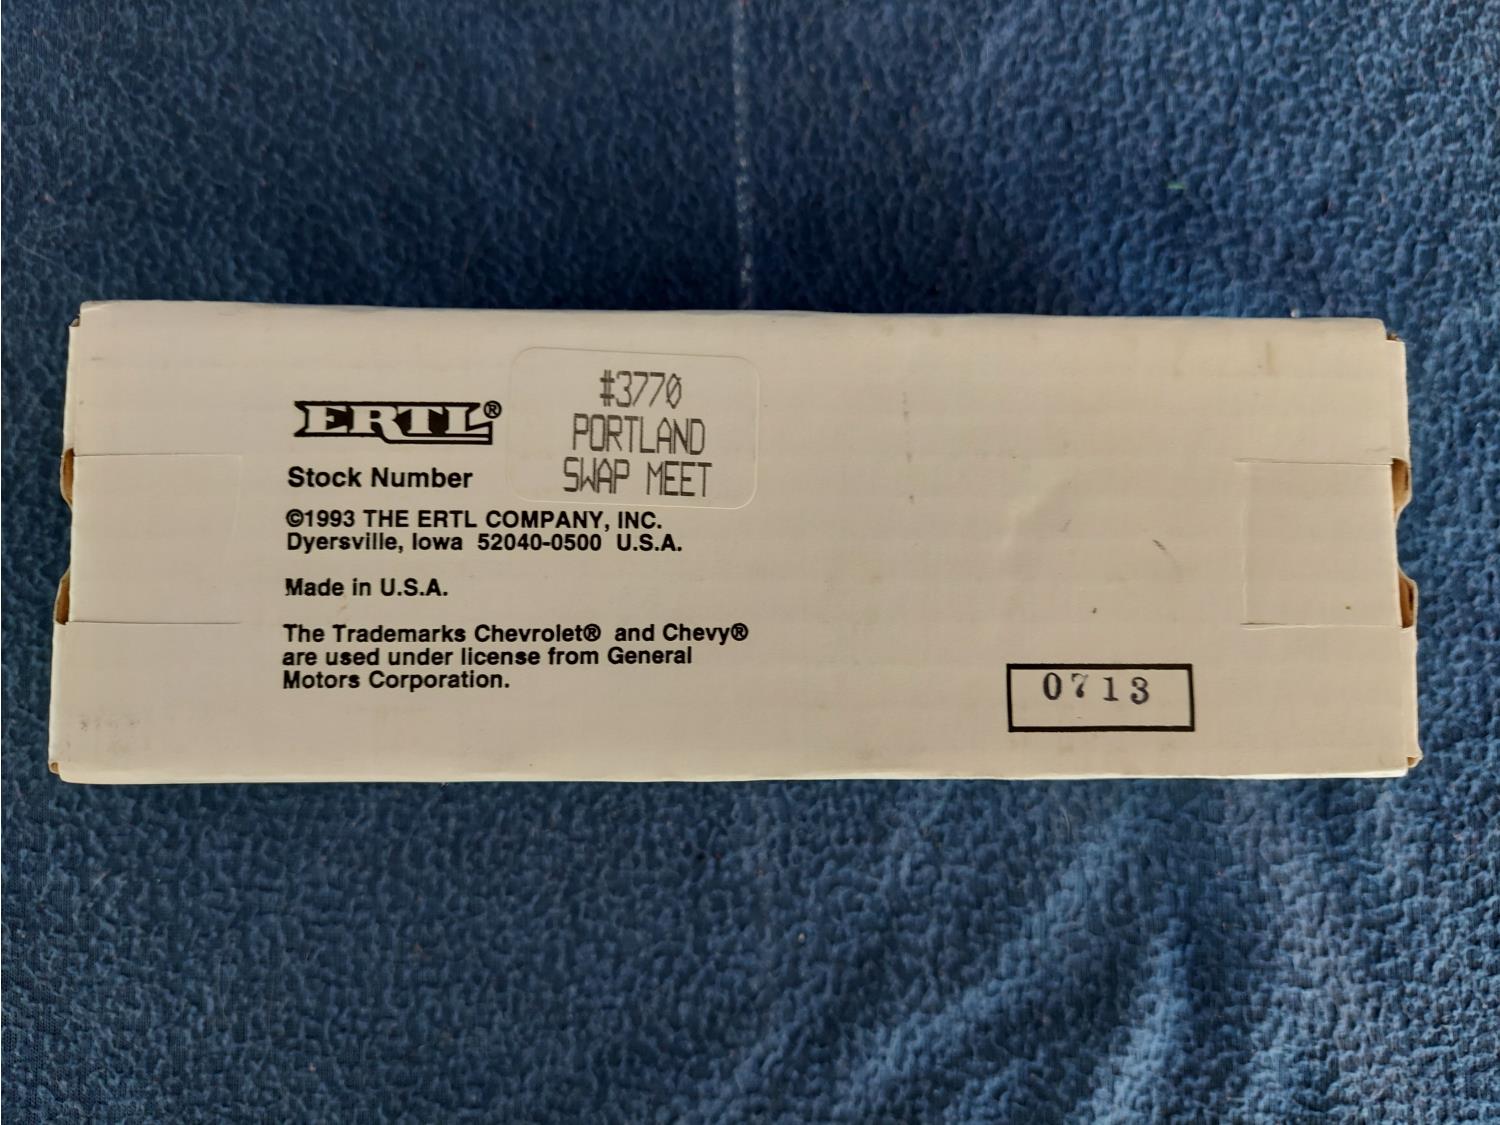 ERTL®
#3770
PORTLAND
SWAP MEET
Stock Number
©1993 THE ERTL COMPANY, INC.
Dyersville, Iowa 52040-0500 U.S.A.
Made in U.S.A.
The Trademarks Chevrolet® and Chevy®
are used under license from General
Motors Corporation.
0713